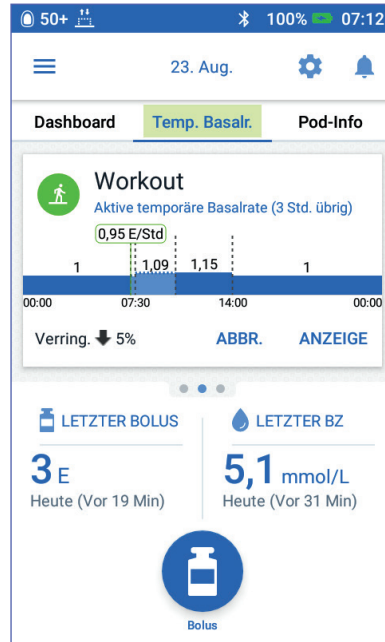 50+ 100% 07:12
23. Aug.
Dashboard Temp. Basalr. Pod-Info
Workout
Aktive temporäre Basalrate (3 Std. übrig)
0,95 E/Std
1 1,09 1,15 1
00:00 07:30 14:00 00:00
Verring. 5% ABBR. ANZEIGE
LETZTER BOLUS LETZTER BZ
3 E 5,1 mmol/L
Heute (Vor 19 Min) Heute (Vor 31 Min)
Bolus